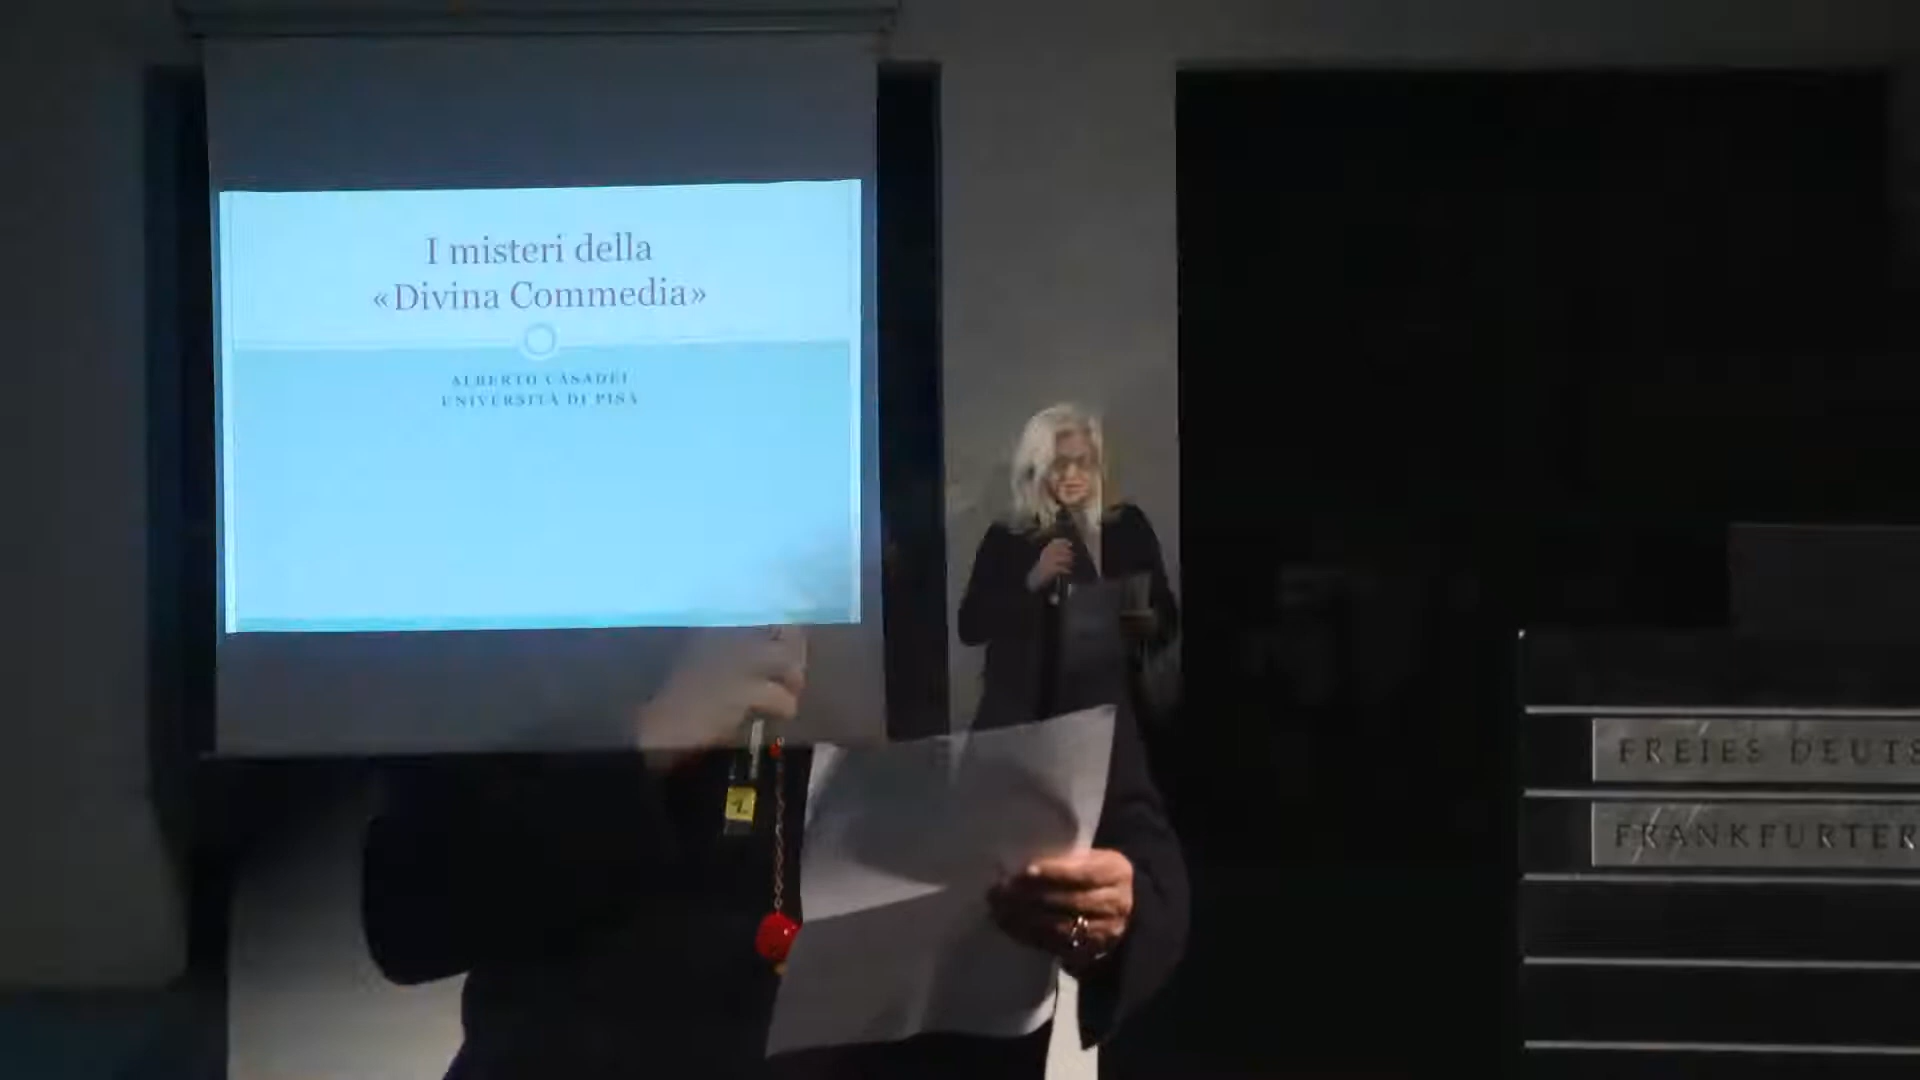 I misteri della
«Divina Commedia»
ALBERTO CASADEI
UNIVERSITÀ DI PISA
FREIES DEUTS
FRANKFURTER